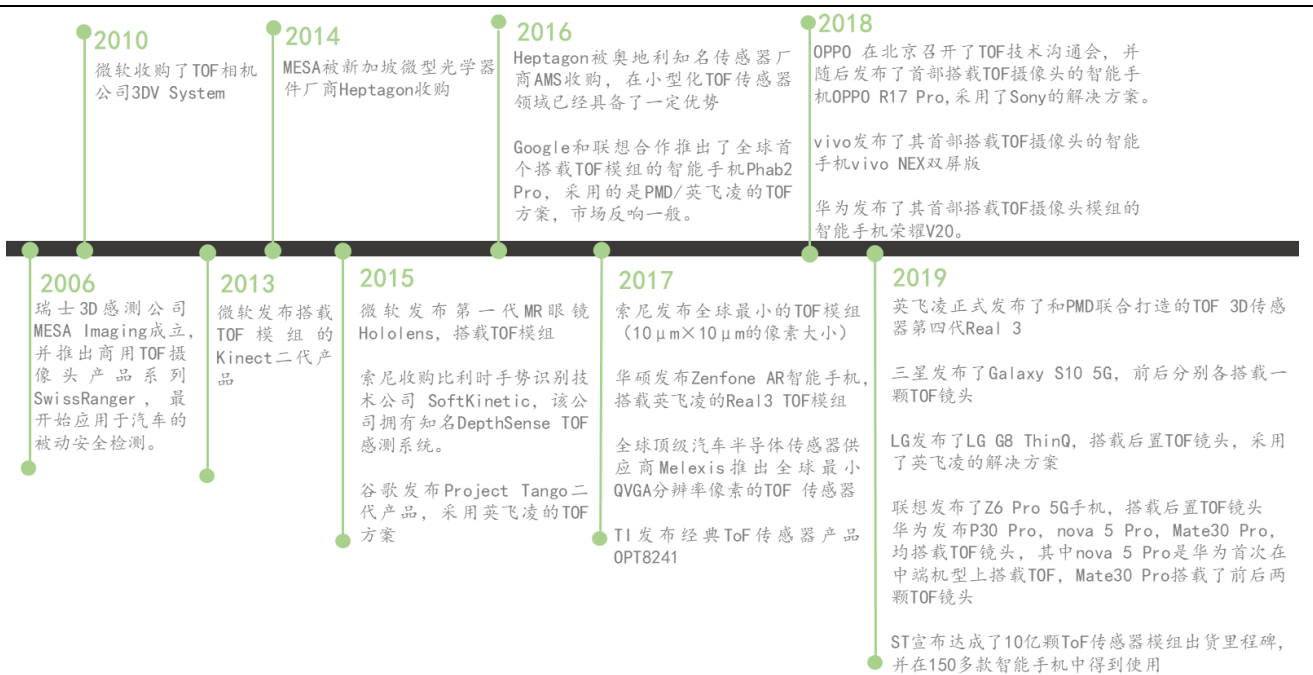 2010
微软收购了TOF相机
公司3DV System
2014
MESA被新加坡微型光学器
件厂商Heptagon收购
2016
Heptagon被奥地利知名传感器厂
商AMS收购，在小型化TOF传感器
领域已经具备了一定优势
Google和联想合作推出了全球首
个搭载TOF模组的智能手机Phab2
Pro，采用的是PMD/英飞凌的TOF
方案，市场反响一般。
2018
OPPO 在北京召开了TOF技术沟通会，并
随后发布了首部搭载TOF摄像头的智能手
机OPPO R17 Pro,采用了Sony的解决方案。
vivo发布了其首部搭载TOF摄像头的智能
手机vivo NEX双屏版
华为发布了其首部搭载TOF摄像头模组的
智能手机荣耀V20。
2006
瑞士3D感测公司
MESA Imaging成立，
并推出商用TOF摄
像头产品系列
SwissRanger，最
开始应用于汽车的
被动安全检测。
2013
微软发布搭载
TOF模组的
Kinect二代产
品
2015
微软发布第一代MR眼镜
Hololens，搭载TOF模组
索尼收购比利时手势识别技
术公司 SoftKinetic，该公
司拥有知名DepthSense TOF
感测系统。
谷歌发布Project Tango二
代产品，采用英飞凌的TOF
方案
2017
索尼发布全球最小的TOF模组
（10μm×10μm的像素大小）
华硕发布Zenfone AR智能手机，
搭载英飞凌的Real3 TOF模组
全球顶级汽车半导体传感器供
应商Melexis推出全球最小
QVGA分辨率像素的TOF 传感器
TI发布经典ToF传感器产品
OPT8241
2019
英飞凌正式发布了和PMD联合打造的TOF 3D传感
器第四代Real 3
三星发布了Galaxy S10 5G，前后分别各搭载一
颗TOF镜头
LG发布了LG G8 ThinQ，搭载后置TOF镜头，采用
了英飞凌的解决方案
联想发布了Z6 Pro 5G手机，搭载后置TOF镜头
华为发布P30 Pro，nova 5 Pro，Mate30 Pro，
均搭载TOF镜头，其中nova 5 Pro是华为首次在
中端机型上搭载TOF，Mate30 Pro搭载了前后两
颗TOF镜头
ST宣布达成了10亿颗ToF传感器模组出货里程碑，
并在150多款智能手机中得到使用